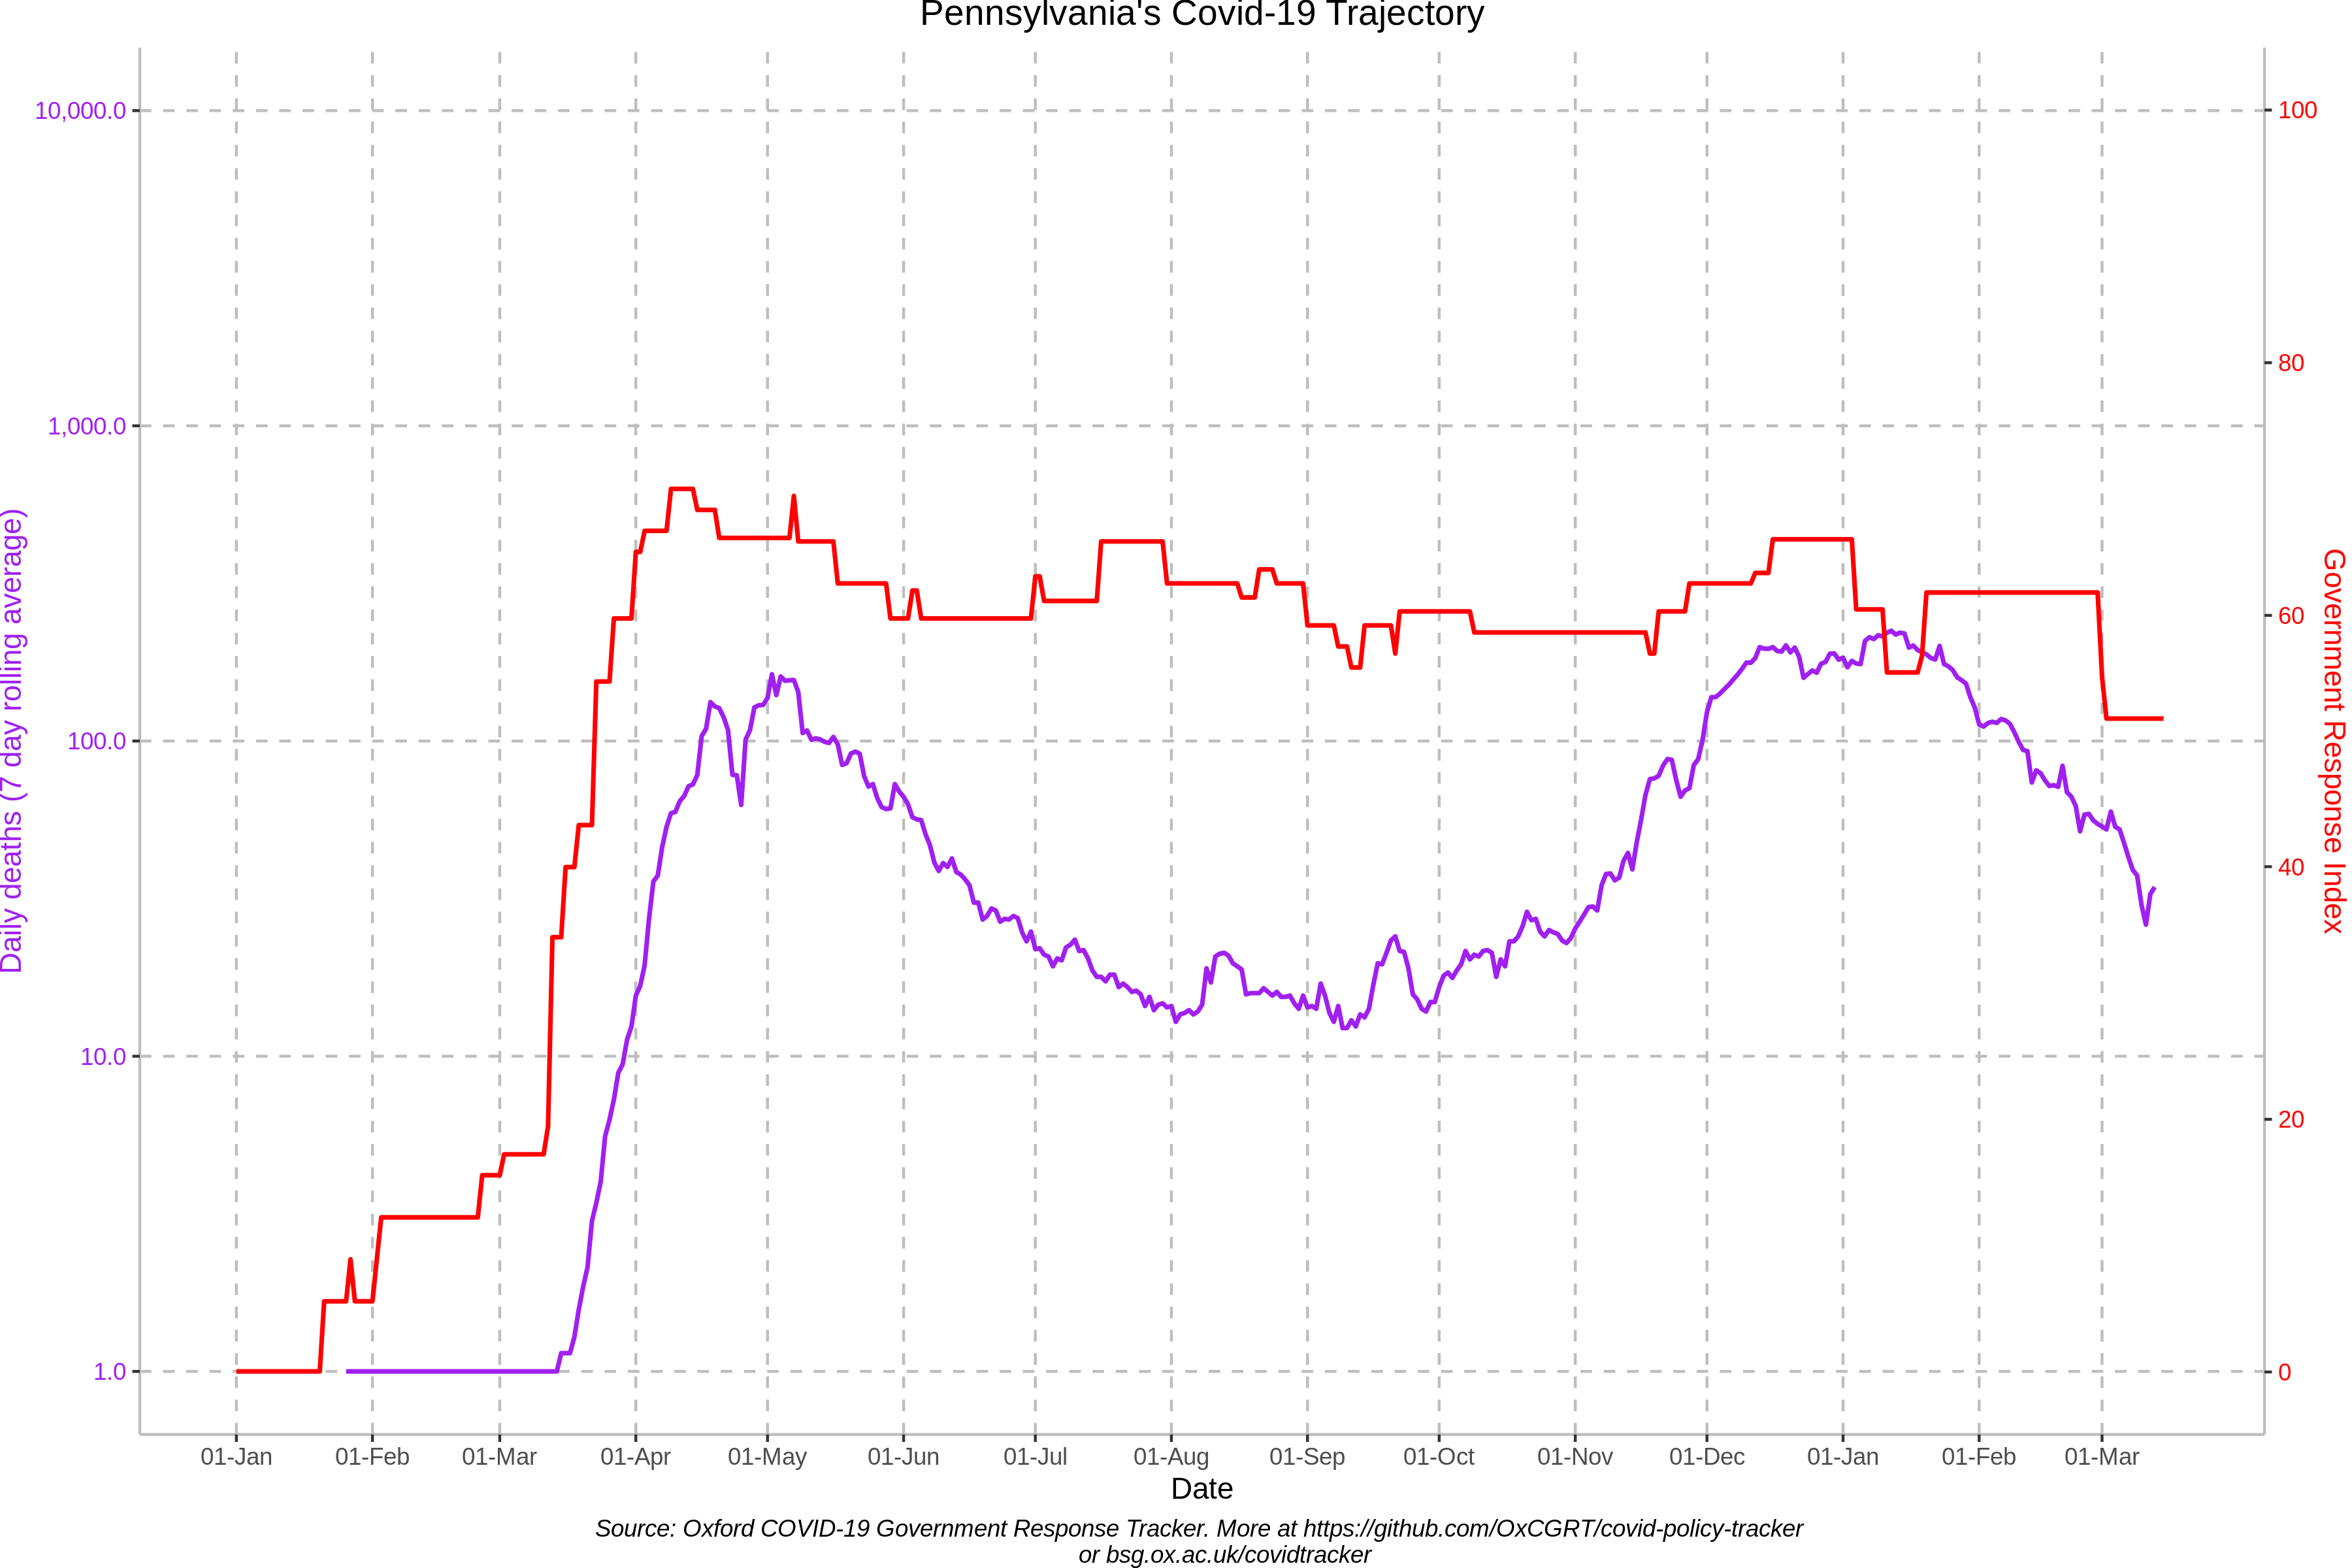 Pennsylvania's Covid-19 Trajectory
10,000.0
1,000.0
100.0
10.0
1.0
Daily deaths (7 day rolling average)
100
80
60
40
20
0
Government Response Index
01-Jan 01-Feb 01-Mar 01-Apr 01-May 01-Jun 01-Jul 01-Aug 01-Sep 01-Oct 01-Nov 01-Dec 01-Jan 01-Feb 01-Mar
Date
Source: Oxford COVID-19 Government Response Tracker. More at https://github.com/OxCGRT/covid-policy-tracker
or bsg.ox.ac.uk/covidtracker